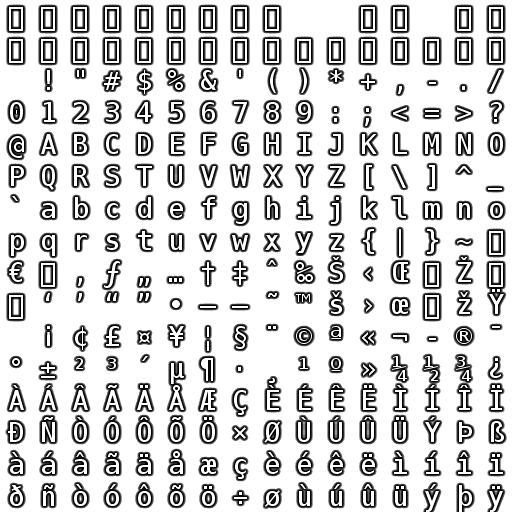 ! " # $ % & ' ( ) * + , - . /
0 1 2 3 4 5 6 7 8 9 : ; < = > ?
@ A B C D E F G H I J K L M N O
P Q R S T U V W X Y Z [ \ ] ^ _
` a b c d e f g h i j k l m n o
p q r s t u v w x y z { | } ~
€ ‚ ƒ „ … † ‡ ˆ ‰ Š ‹ Œ Ž
‘ ’ “ ” • – — ˜ ™ š › œ ž Ÿ
¡ ¢ £ ¤ ¥ ¦ § ¨ © ª « ¬ - ® ¯
° ± ² ³ ´ µ ¶ · ¸ ¹ º » ¼ ½ ¾ ¿
À Á Â Ã Ä Å Æ Ç È É Ê Ë Ì Í Î Ï
Ð Ñ Ò Ó Ô Õ Ö × Ø Ù Ú Û Ü Ý Þ ß
à á â ã ä å æ ç è é ê ë ì í î ï
ð ñ ò ó ô õ ö ÷ ø ù ú û ü ý þ ÿ